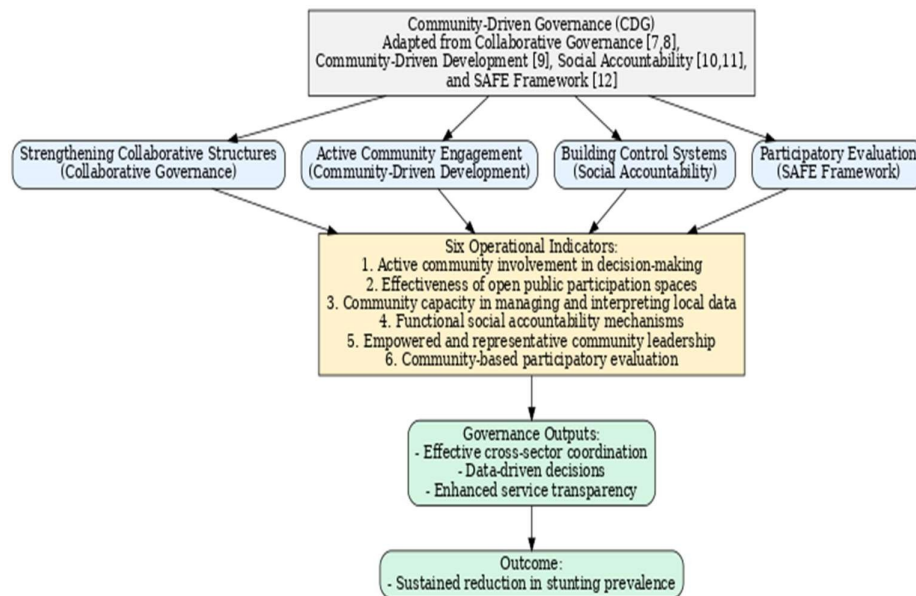 Community-Driven Governance (CDG)
Adapted from Collaborative Governance [7,8],
Community-Driven Development [9], Social Accountability [10,11],
and SAFE Framework [12]
Strengthening Collaborative Structures
(Collaborative Governance)
Active Community Engagement
(Community-Driven Development)
Building Control Systems
(Social Accountability)
Participatory Evaluation
(SAFE Framework)
Six Operational Indicators:
1. Active community involvement in decision-making
2. Effectiveness of open public participation spaces
3. Community capacity in managing and interpreting local data
4. Functional social accountability mechanisms
5. Empowered and representative community leadership
6. Community-based participatory evaluation
Governance Outputs:
- Effective cross-sector coordination
- Data-driven decisions
- Enhanced service transparency
Outcome:
- Sustained reduction in stunting prevalence